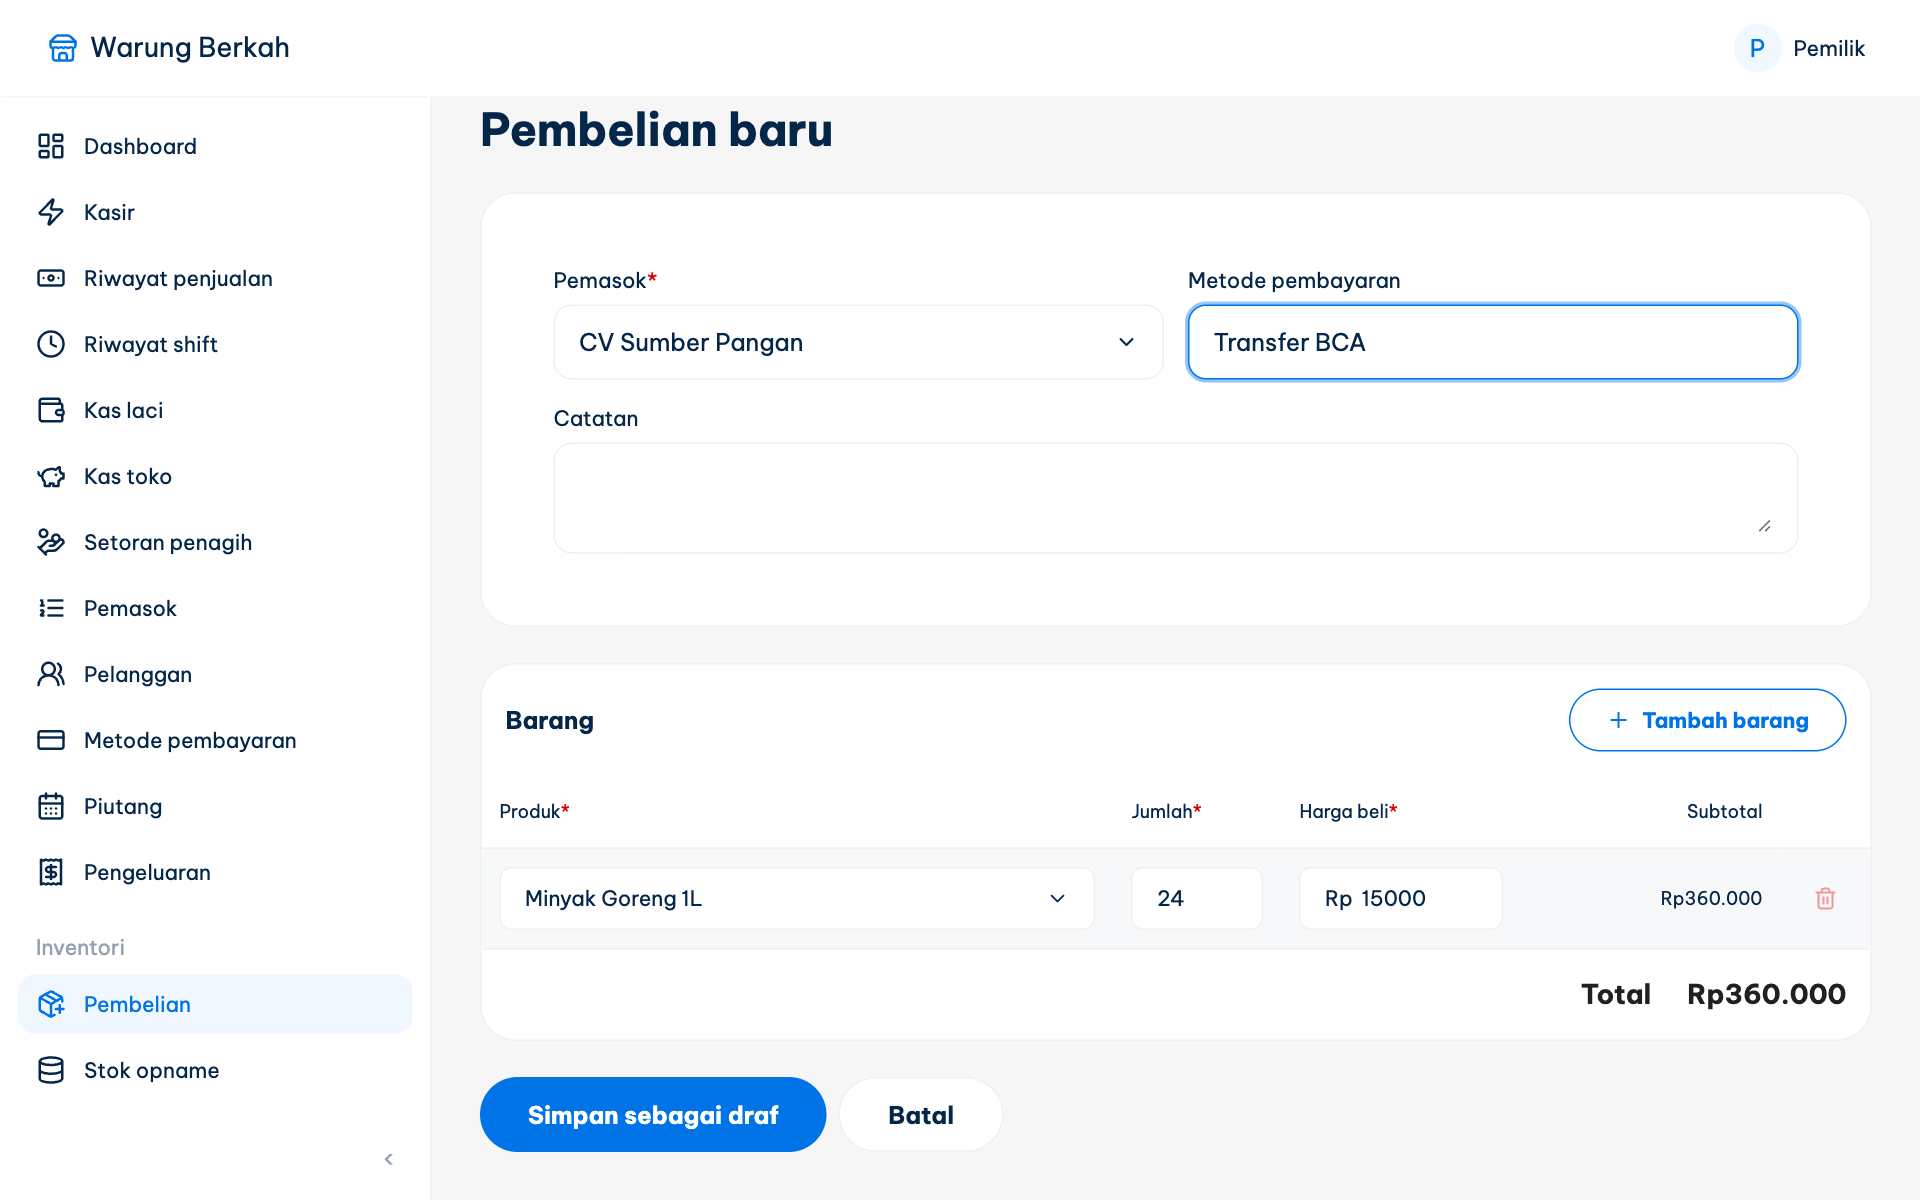 Warung Berkah
P Pemilik
Dashboard
Kasir
Riwayat penjualan
Riwayat shift
Kas laci
Kas toko
Setoran penagih
Pemasok
Pelanggan
Metode pembayaran
Piutang
Pengeluaran
Inventori
Pembelian
Stok opname
Pembelian baru
Pemasok* Metode pembayaran
CV Sumber Pangan Transfer BCA
Catatan
Barang + Tambah barang
Produk* Jumlah* Harga beli* Subtotal
Minyak Goreng 1L 24 Rp 15000 Rp360.000
Total Rp360.000
Simpan sebagai draf Batal